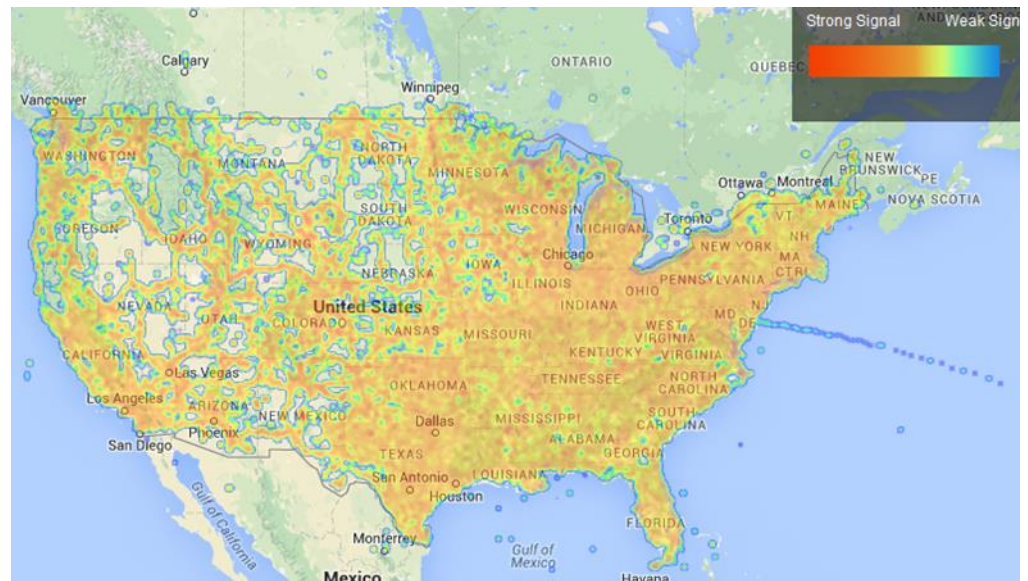 Strong Signal Weak Sign
Calgary
ONTARIO
QUEBEC
Winnipeg
Vancouver
NORTH
DAKOTA
WASHINGTON
MONTANA
MINNESOTA
NEW
BRUNSWICK
PE
Ottawa
Montreal
MAINE
NOVA SCOTIA
SOUTH
DAKOTA
WISCONSIN
Toronto
VT
OREGON
IDAHO
WYOMING
MICHIGAN
NEW YORK
NH
MA
CT RI
Chicago
IOWA
NEBRASKA
ILLINOIS
PENNSYLVANIA
OHIO
INDIANA
NJ
MD
DE
NEVADA
UTAH
United States
COLORADO
KANSAS
MISSOURI
WEST
VIRGINIA
KENTUCKY
VIRGINIA
CALIFORNIA
Las Vegas
OKLAHOMA
TENNESSEE
NORTH
CAROLINA
Los Angeles
ARIZONA
NEW MEXICO
Dallas
MISSISSIPPI
SOUTH
CAROLINA
San Diego
Phoenix
ALABAMA
GEORGIA
TEXAS
LOUISIANA
San Antonio
Houston
Gulf of
California
FLORIDA
Monterrey
Gulf of
Mexico
Mexico
Havana